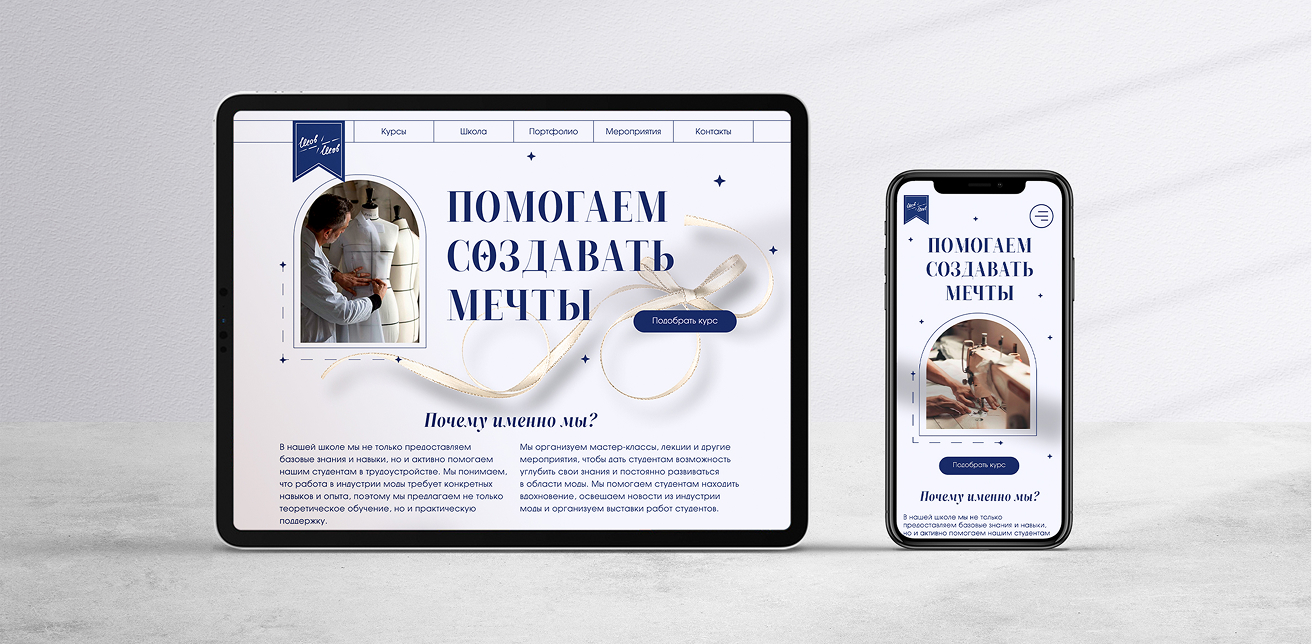 Курсы
Школа
Портфолио
Мероприятия
Контакты
Шов
Шов
ПОМОГАЕМ
СОЗДАВАТЬ
МЕЧТЫ
Подобрать курс
Почему именно мы?
В нашей школе мы не только предоставляем
базовые знания и навыки, но и активно помогаем
нашим студентам в трудоустройстве. Мы понимаем,
что работа в индустрии моды требует конкретных
навыков и опыта, поэтому мы предлагаем не только
теоретическое обучение, но и практическую
поддержку.
Мы организуем мастер-классы, лекции и другие
мероприятия, чтобы дать студентам возможность
углубить свои знания и постоянно развиваться
в области моды. Мы помогаем студентам находить
вдохновение, освещаем новости из индустрии
моды и организуем выставки работ студентов.
ПОМОГАЕМ
СОЗДАВАТЬ
МЕЧТЫ
Подобрать курс
Почему именно мы?
В нашей школе мы не только
предоставляем базовые знания и навыки,
но и активно помогаем нашим студентам